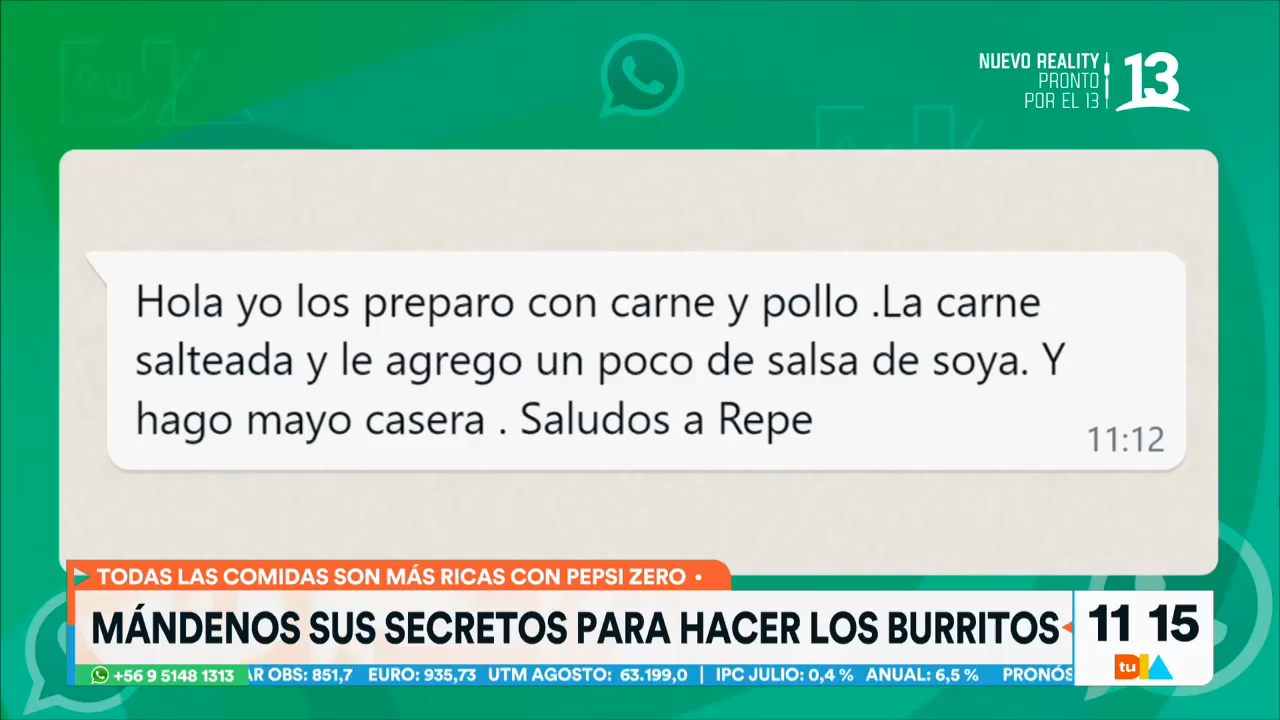 NUEVO REALITY
PRONTO
POR EL 13
13
Hola yo los preparo con carne y pollo .La carne
salteada y le agrego un poco de salsa de soya. Y
hago mayo casera . Saludos a Repe
11:12
TODAS LAS COMIDAS SON MÁS RICAS CON PEPSI ZERO •
MÁNDENOS SUS SECRETOS PARA HACER LOS BURRITOS
11 15
+56 9 5148 1313 AR OBS: 851,7 EURO: 935,73 UTM AGOSTO: 63.199,0 | IPC JULIO: 0,4 % ANUAL: 6,5 % PRONÓS
tu DÍA